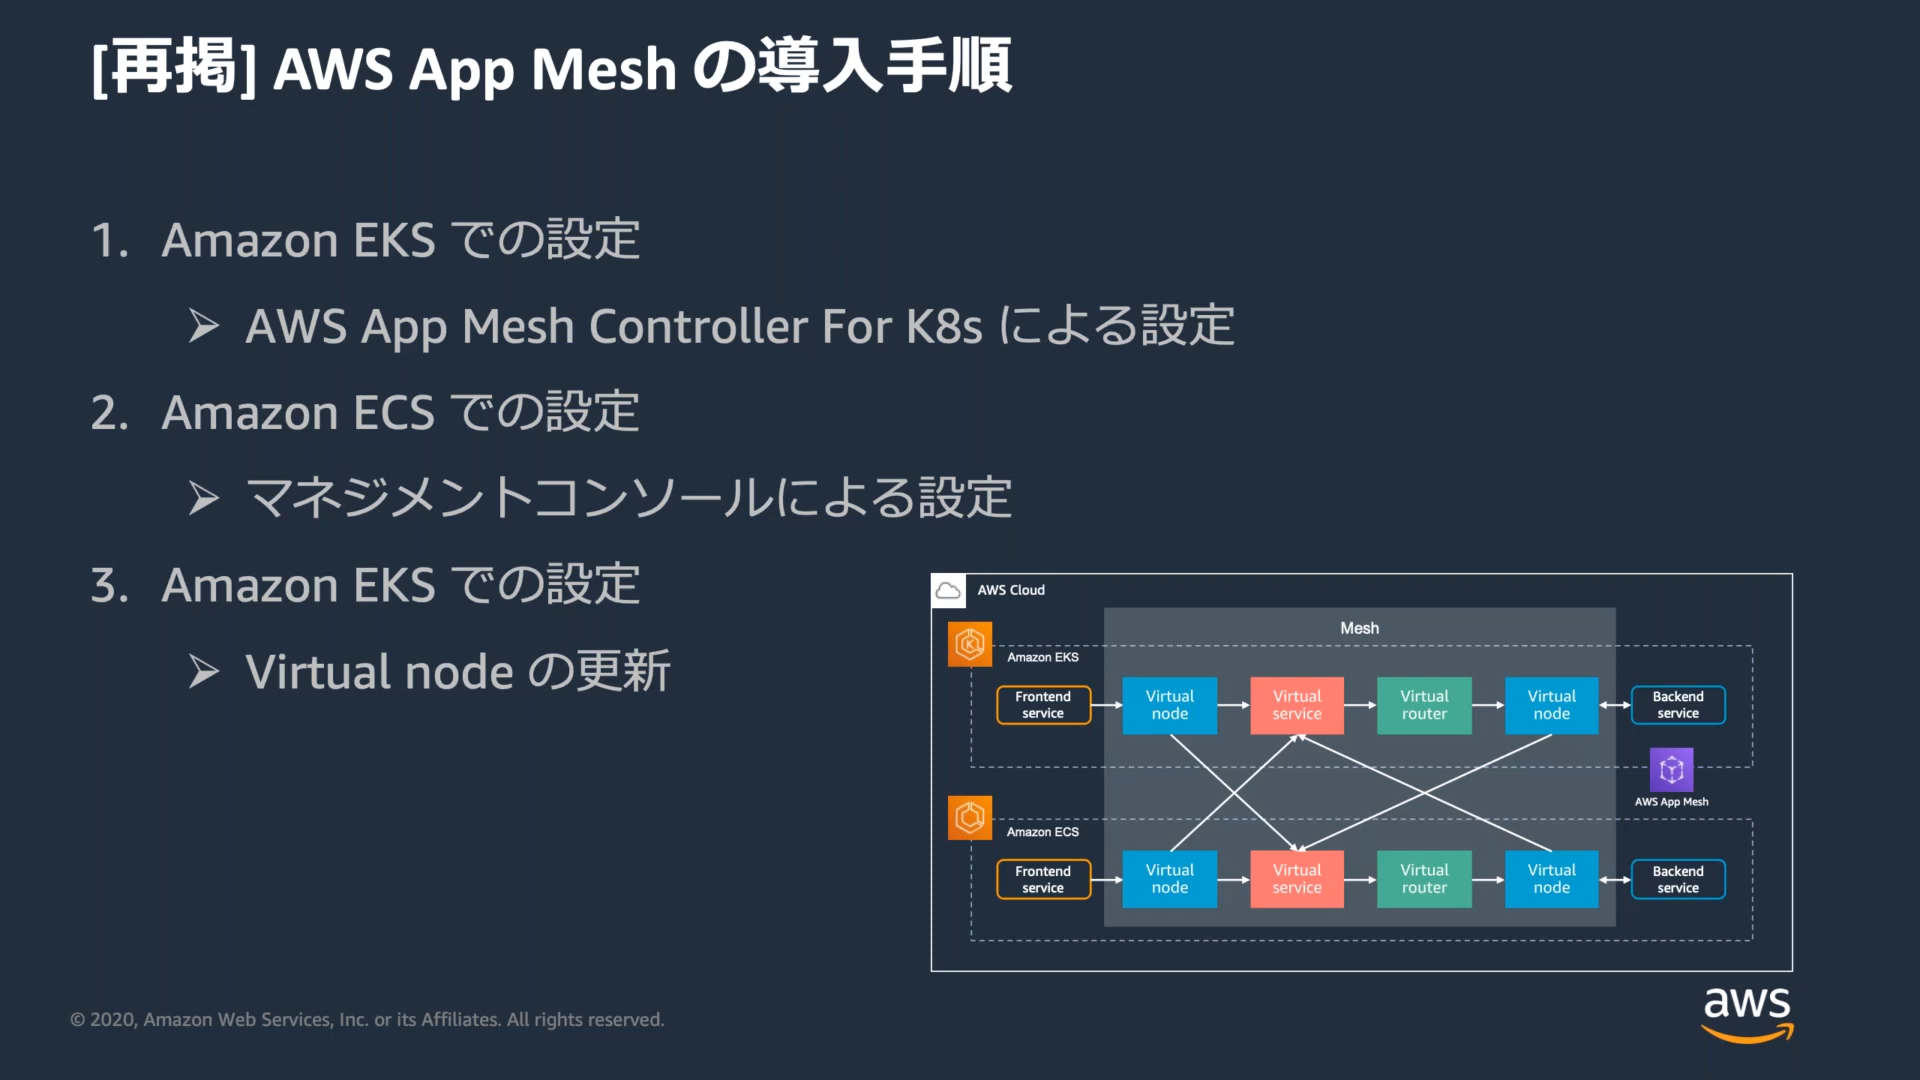 [再掲] AWS App Mesh の導入手順
1. Amazon EKS での設定
➢ AWS App Mesh Controller For K8s による設定
2. Amazon ECS での設定
➢ マネジメントコンソールによる設定
3. Amazon EKS での設定
➢ Virtual node の更新
AWS Cloud
Mesh
Amazon EKS
Frontend
service
Virtual
node
Virtual
service
Virtual
router
Virtual
node
Backend
service
AWS App Mesh
Amazon ECS
Frontend
service
Virtual
node
Virtual
service
Virtual
router
Virtual
node
Backend
service
© 2020, Amazon Web Services, Inc. or its Affiliates. All rights reserved.
aws